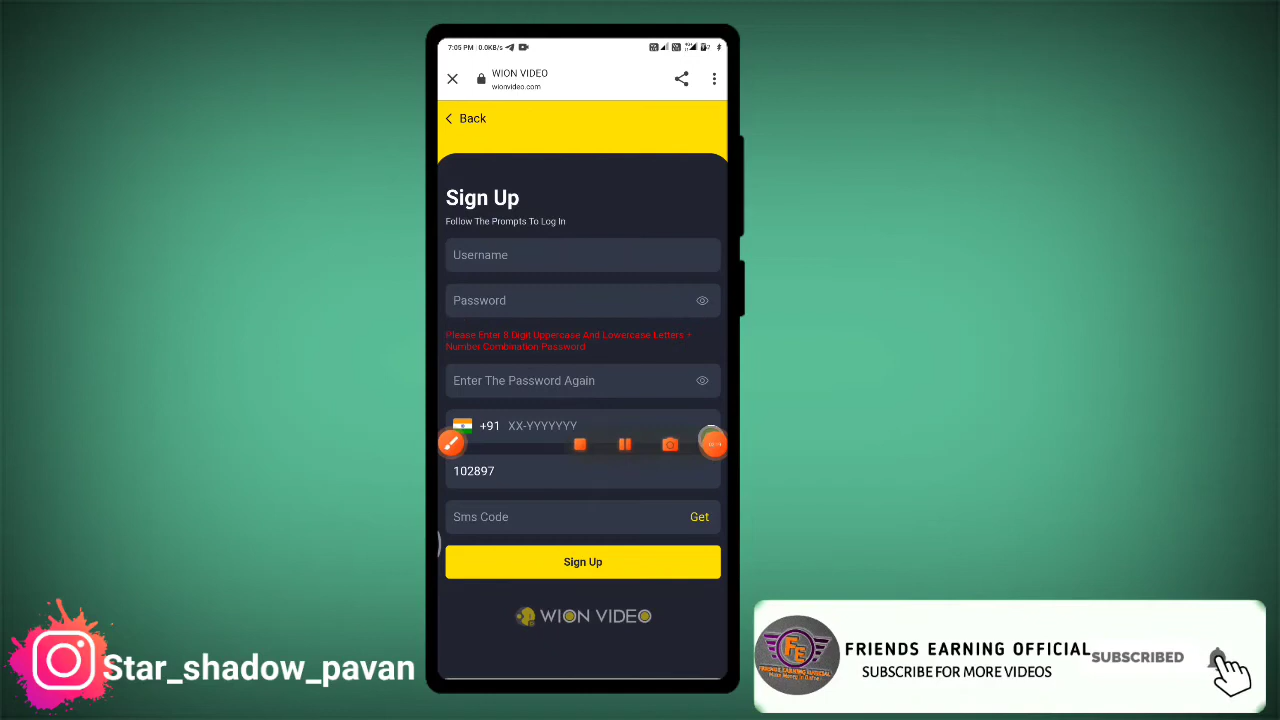 7:05 PM 0.0KB/s
WION VIDEO
wionvideo.com
Back
Sign Up
Follow The Prompts To Log In
Username
Password
Please Enter 8 Digit Uppercase And Lowercase Letters +
Number Combination Password
Enter The Password Again
+91 XX-YYYYYYY
102897
Sms Code Get
Sign Up
WION VIDEO
Star_shadow_pavan
FE
FRIENDS EARNING OFFICIAL
SUBSCRIBE FOR MORE VIDEOS
SUBSCRIBED